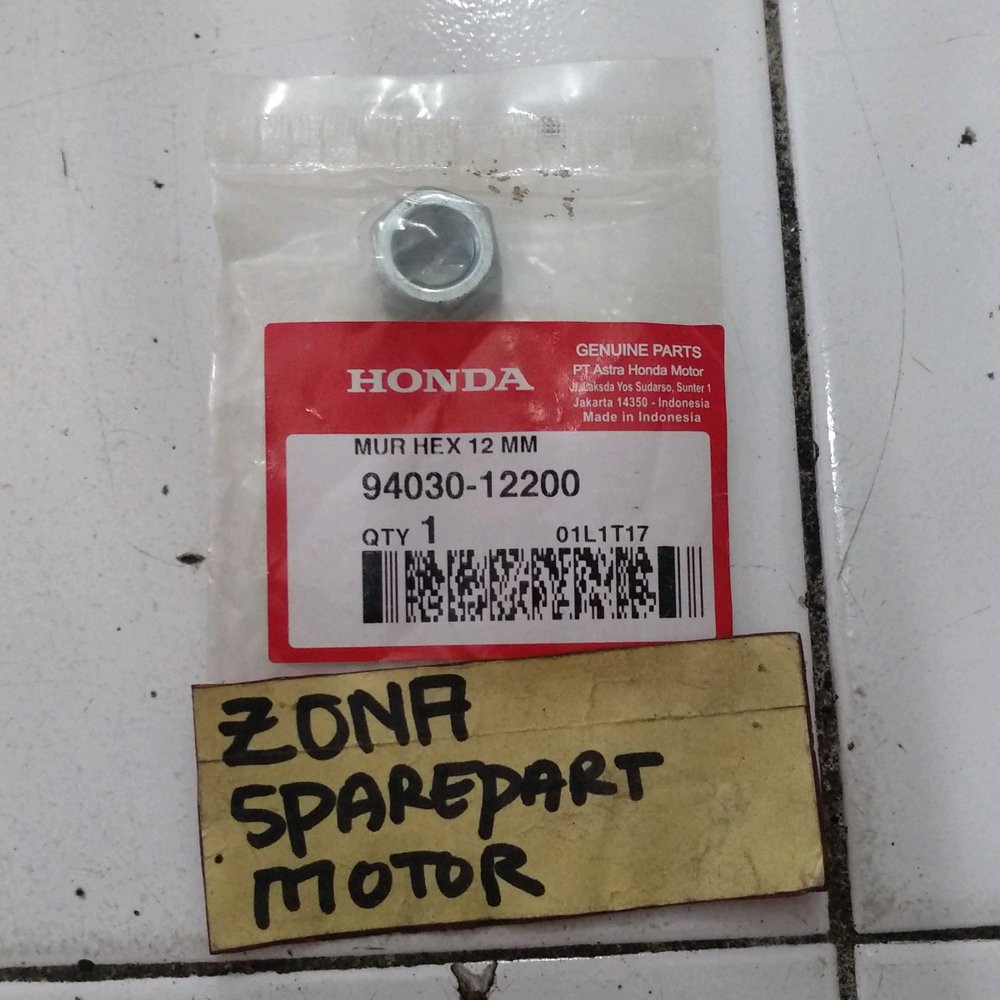 HONDA
GENUINE PARTS
PT Astra Honda Motor
Jl. Laksda Yos Sudarso, Sunter 1
Jakarta 14350 - Indonesia
Made in Indonesia
MUR HEX 12 MM
94030-12200
QTY 1 01L1T17
ZONA
SPAREPART
MOTOR